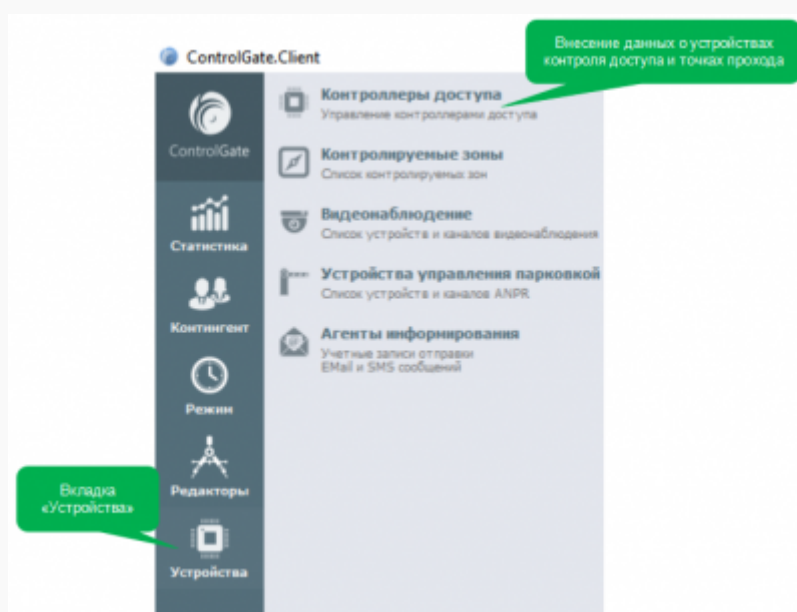 Внесение данных о устройствах
контроля доступа и точках прохода
ControlGate.Client
ControlGate
Статистика
Контингент
Режим
Редакторы
Устройства
Контроллеры доступа
Управление контроллерами доступа
Контролируемые зоны
Список контролируемых зон
Видеонаблюдение
Список устройств и каналов видеонаблюдения
Устройства управления парковкой
Список устройств и каналов ANPR
Агенты информирования
Учетные записи отправки
EMail и SMS сообщений
Вкладка
«Устройства»